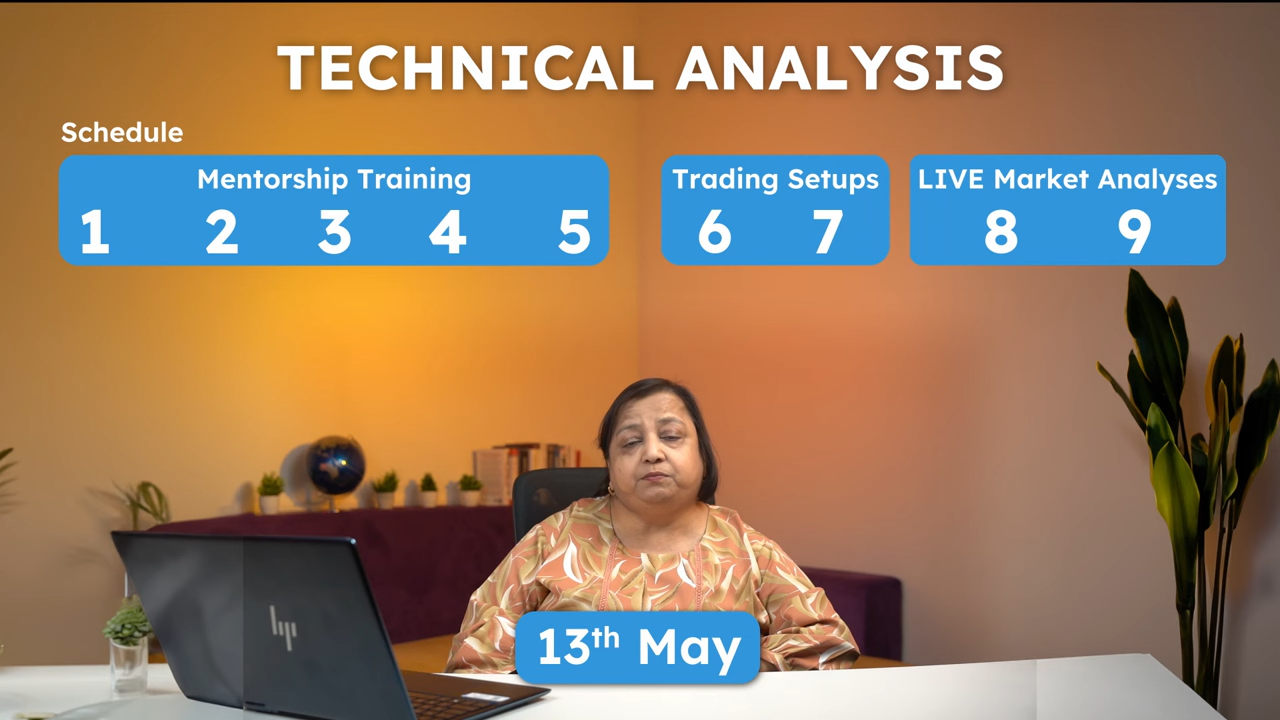 TECHNICAL ANALYSIS
Schedule
Mentorship Training
1 2 3 4 5
Trading Setups
6 7
LIVE Market Analyses
8 9
hp
13th May